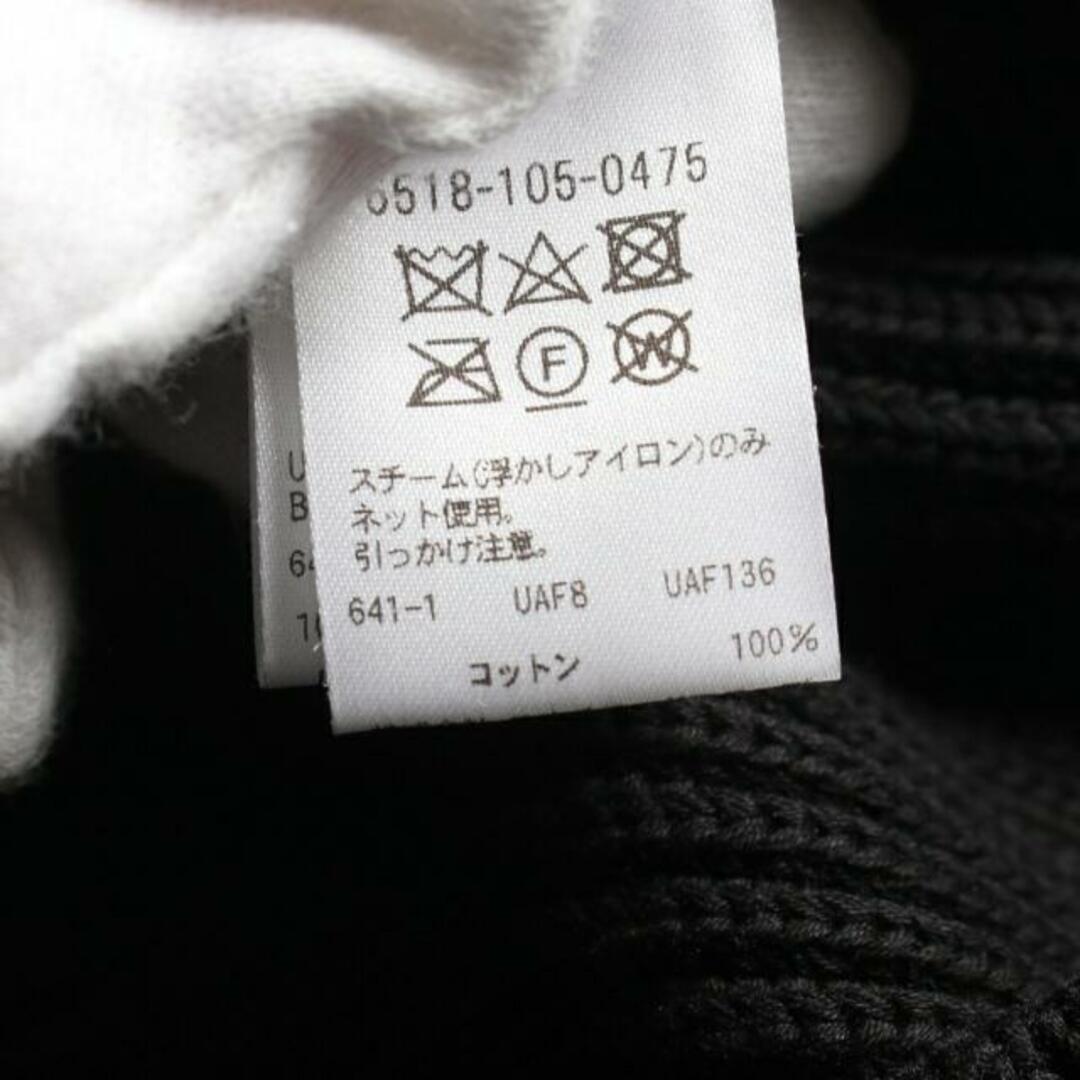 6518-105-0475
F
W
スチーム(浮かしアイロン)のみ
ネット使用。
引っかけ注意。
641-1 UAF8 UAF136
コットン 100%